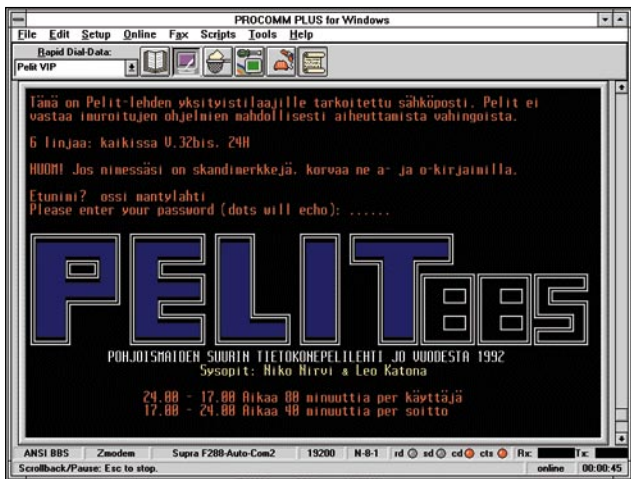 PROCOMM PLUS for Windows
File Edit Setup Online Fax Scripts Tools Help
Rapid Dial-Data:
Pelit VIP
Tämä on Pelit-lehden yksityistilaajille tarkoitettu sähköposti. Pelit ei
vastaa imuroitujen ohjelmien mahdollisesti aiheuttamista vahingoista.
6 linjaa: kaikissa V.32bis. 24H
HUOM! Jos nimessäsi on skandimerkkejä, korvaa ne a- ja o-kirjaimilla.
Etunimi? ossi mantylahti
Please enter your password (dots will echo): ......
PELIT BBS
POHJOISMAIDEN SUURIN TIETOKONEPELILEHTI JO VUODESTA 1992
Sysopit: Niko Nirvi & Leo Katona
24.00 - 17.00 Aikaa 80 minuuttia per käyttäjä
17.00 - 24.00 Aikaa 40 minuuttia per soitto
ANSI BBS Zmodem Supra F288-Auto-Com2 19200 N-8-1 rd sd cd cts Rx: Tx:
Scrollback/Pause: Esc to stop. online 00:00:45